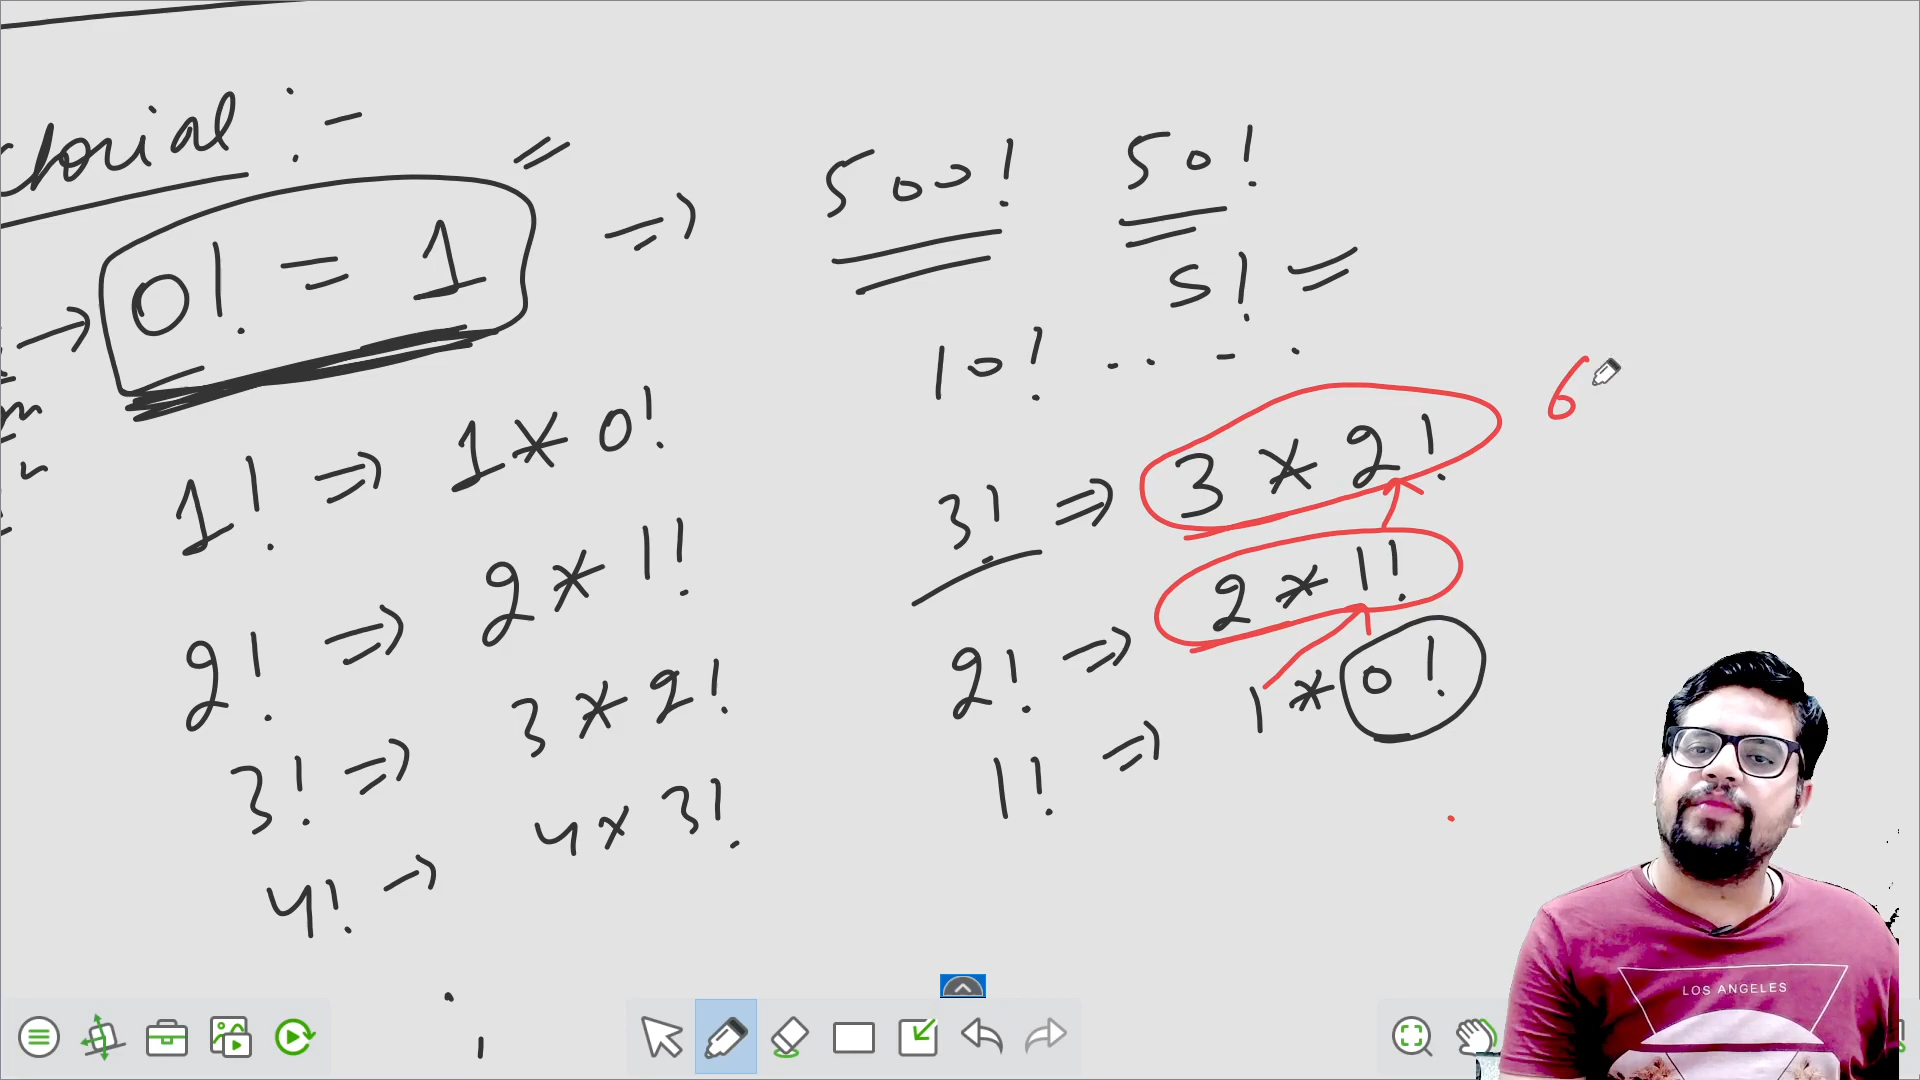 ctorial :-
0! = 1 => 500! 50!
5! =
10! .. - .
1! => 1 * 0!
2! => 2 * 1!
3! => 3 * 2!
4! -> 4 x 3!
3! => 3 * 2! 6
2! => 2 * 1!
1! => 1 * 0!
LOS ANGELES